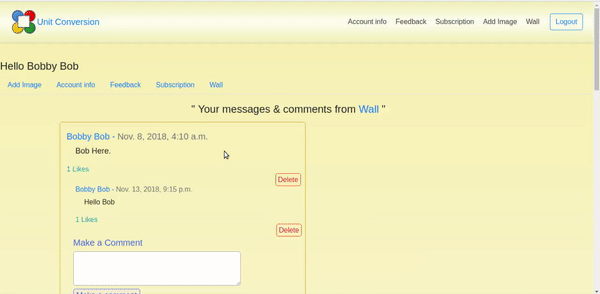 Unit Conversion
Account info Feedback Subscription Add Image Wall Logout
Hello Bobby Bob
Add Image Account info Feedback Subscription Wall
" Your messages & comments from Wall "
Bobby Bob - Nov. 8, 2018, 4:10 a.m.
Bob Here.
1 Likes
Delete
Bobby Bob - Nov. 13, 2018, 9:15 p.m.
Hello Bob
1 Likes
Delete
Make a Comment